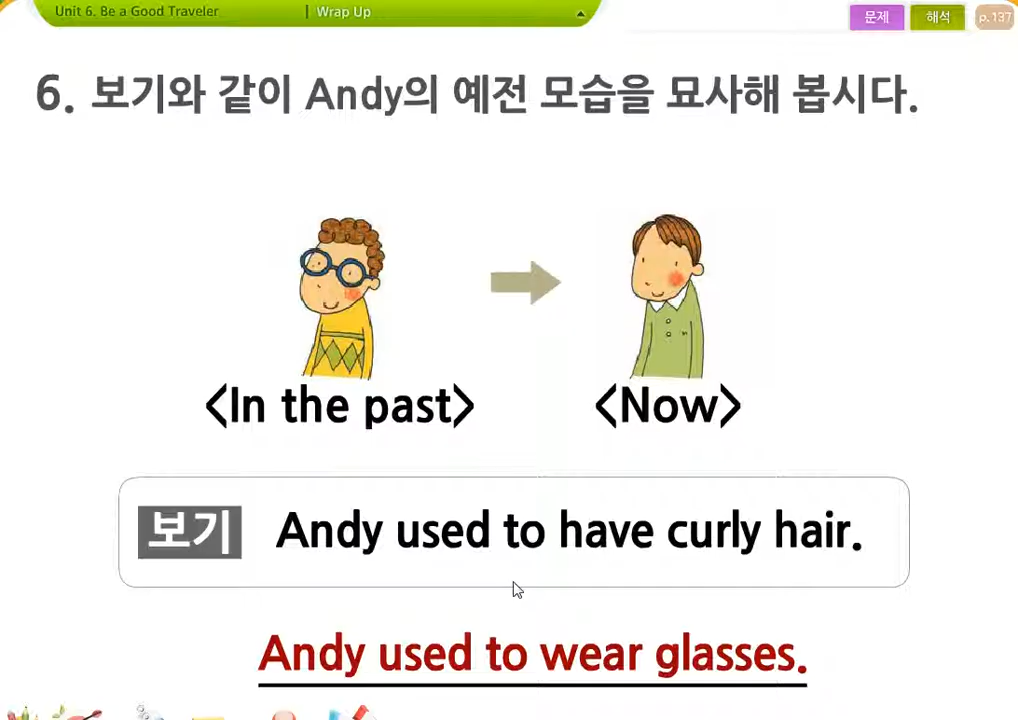 Unit 6. Be a Good Traveler | Wrap Up ▲ 문제 해석 p.137
6. 보기와 같이 Andy의 예전 모습을 묘사해 봅시다.
<In the past> <Now>
보기 Andy used to have curly hair.
Andy used to wear glasses.